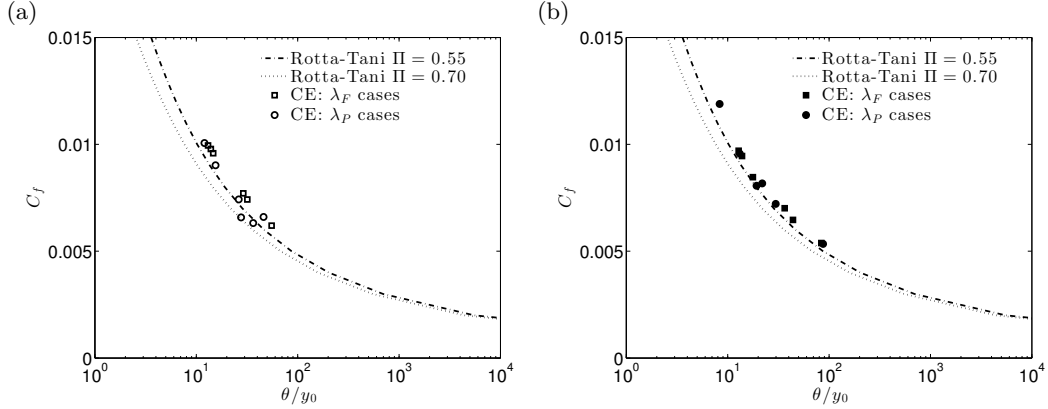 (a)
0.015
0.01
0.005
0
C_f
10^0
10^1
10^2
10^3
10^4
θ/y_0
Rotta-Tani Π = 0.55
Rotta-Tani Π = 0.70
CE: λ_F cases
CE: λ_P cases
(b)
0.015
0.01
0.005
0
C_f
10^0
10^1
10^2
10^3
10^4
θ/y_0
Rotta-Tani Π = 0.55
Rotta-Tani Π = 0.70
CE: λ_F cases
CE: λ_P cases